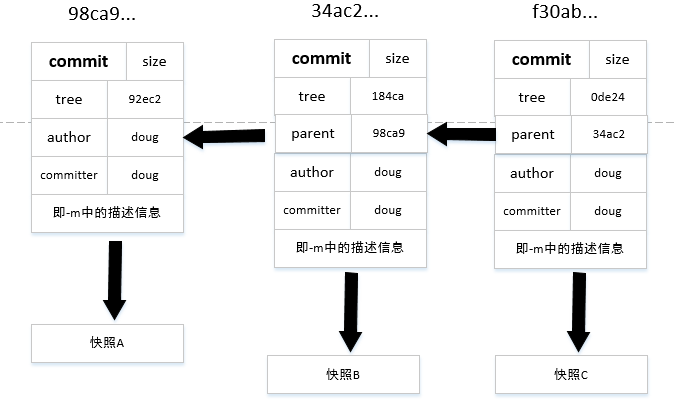 98ca9...
commit size
tree 92ec2
author doug
committer doug
即-m中的描述信息
快照A
34ac2...
commit size
tree 184ca
parent 98ca9
author doug
committer doug
即-m中的描述信息
快照B
f30ab...
commit size
tree 0de24
parent 34ac2
author doug
committer doug
即-m中的描述信息
快照C